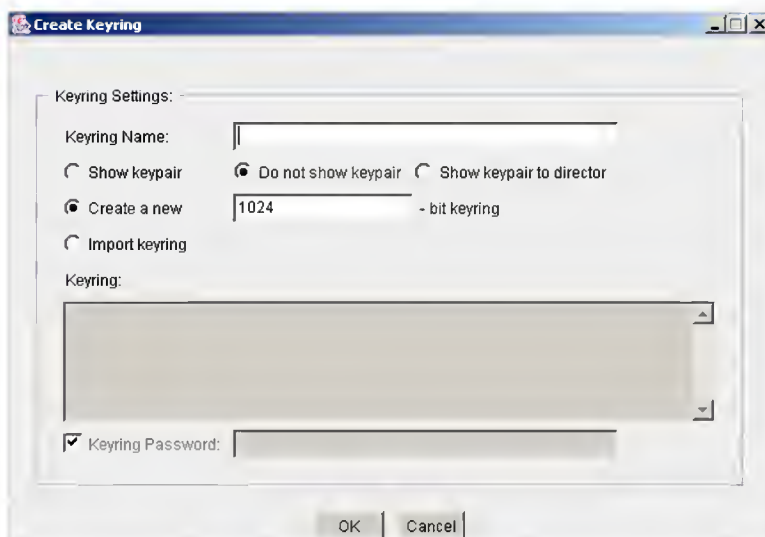 Create Keyring
Keyring Settings:
Keyring Name:
Show keypair Do not show keypair Show keypair to director
Create a new 1024 - bit keyring
Import keyring
Keyring:
Keyring Password:
OK Cancel